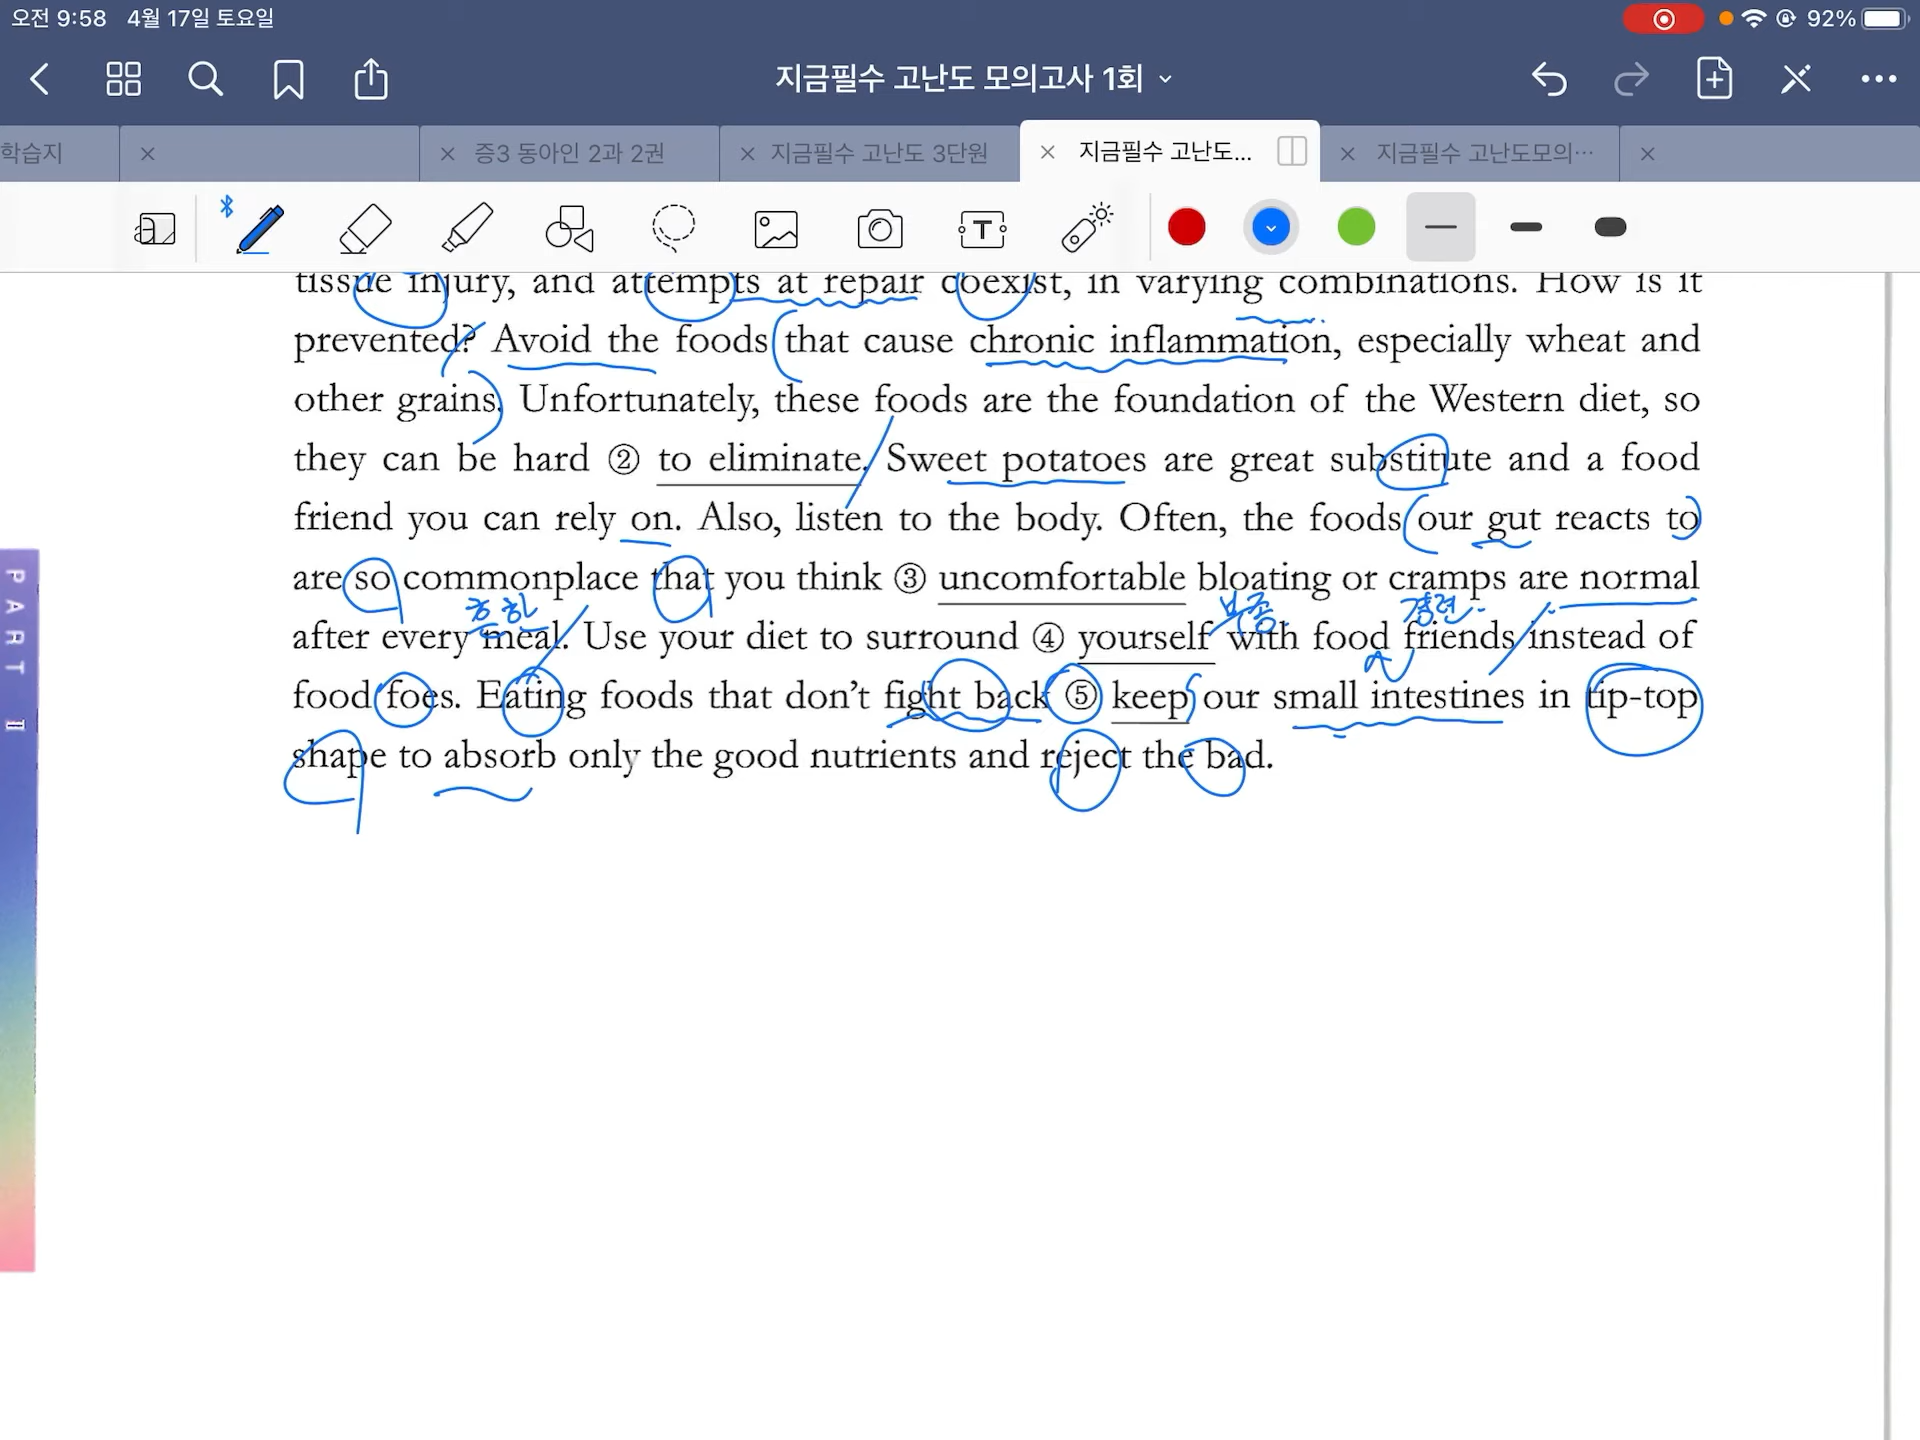 오전 9:58 4월 17일 토요일
92%
지금필수 고난도 모의고사 1회
학습지
중3 동아인 2과 2권
지금필수 고난도 3단원
지금필수 고난도...
지금필수 고난도모의...
tissue injury, and attempts at repair coexist, in varying combinations. How is it
prevented? Avoid the foods that cause chronic inflammation, especially wheat and
other grains. Unfortunately, these foods are the foundation of the Western diet, so
they can be hard ② to eliminate. Sweet potatoes are great substitute and a food
friend you can rely on. Also, listen to the body. Often, the foods our gut reacts to
are so commonplace that you think ③ uncomfortable bloating or cramps are normal
흔한 부종 경련
after every meal. Use your diet to surround ④ yourself with food friends instead of
food foes. Eating foods that don't fight back ⑤ keep our small intestines in tip-top
shape to absorb only the good nutrients and reject the bad.
PART II